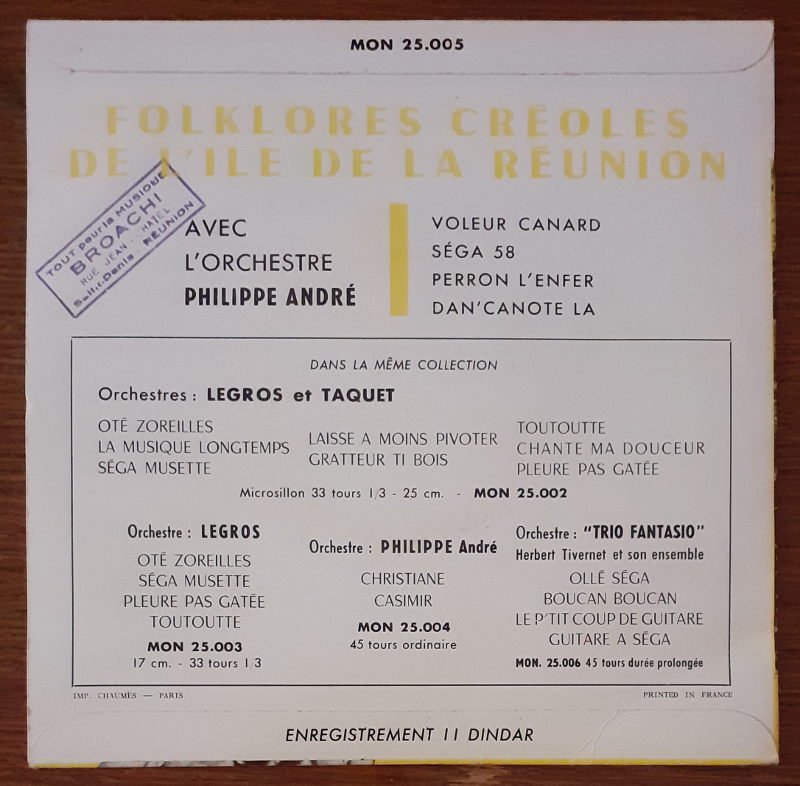 MON 25.005
FOLKLORES CRÉOLES
DE L'ILE DE LA RÉUNION
TOUT pour la MUSIQUE
BROACHI
RUE JEAN CHATEL
Saint-Denis - RÉUNION
AVEC
L'ORCHESTRE
PHILIPPE ANDRÉ
VOLEUR CANARD
SÉGA 58
PERRON L'ENFER
DAN'CANOTE LA
DANS LA MÊME COLLECTION
Orchestres : LEGROS et TAQUET
OTÉ ZOREILLES
LA MUSIQUE LONGTEMPS
SÉGA MUSETTE
LAISSE A MOINS PIVOTER
GRATTEUR TI BOIS
TOUTOUTTE
CHANTE MA DOUCEUR
PLEURE PAS GATÉE
Microsillon 33 tours 1/3 - 25 cm. - MON 25.002
Orchestre : LEGROS
OTÉ ZOREILLES
SÉGA MUSETTE
PLEURE PAS GATÉE
TOUTOUTTE
MON 25.003
17 cm. - 33 tours 1 3
Orchestre : PHILIPPE André
CHRISTIANE
CASIMIR
MON 25.004
45 tours ordinaire
Orchestre : "TRIO FANTASIO"
Herbert Tivernet et son ensemble
OLLÉ SÉGA
BOUCAN BOUCAN
LE P'TIT COUP DE GUITARE
GUITARE A SÉGA
MON. 25.006 45 tours durée prolongée
IMP. CHAUMÈS — PARIS
PRINTED IN FRANCE
ENREGISTREMENT II DINDAR